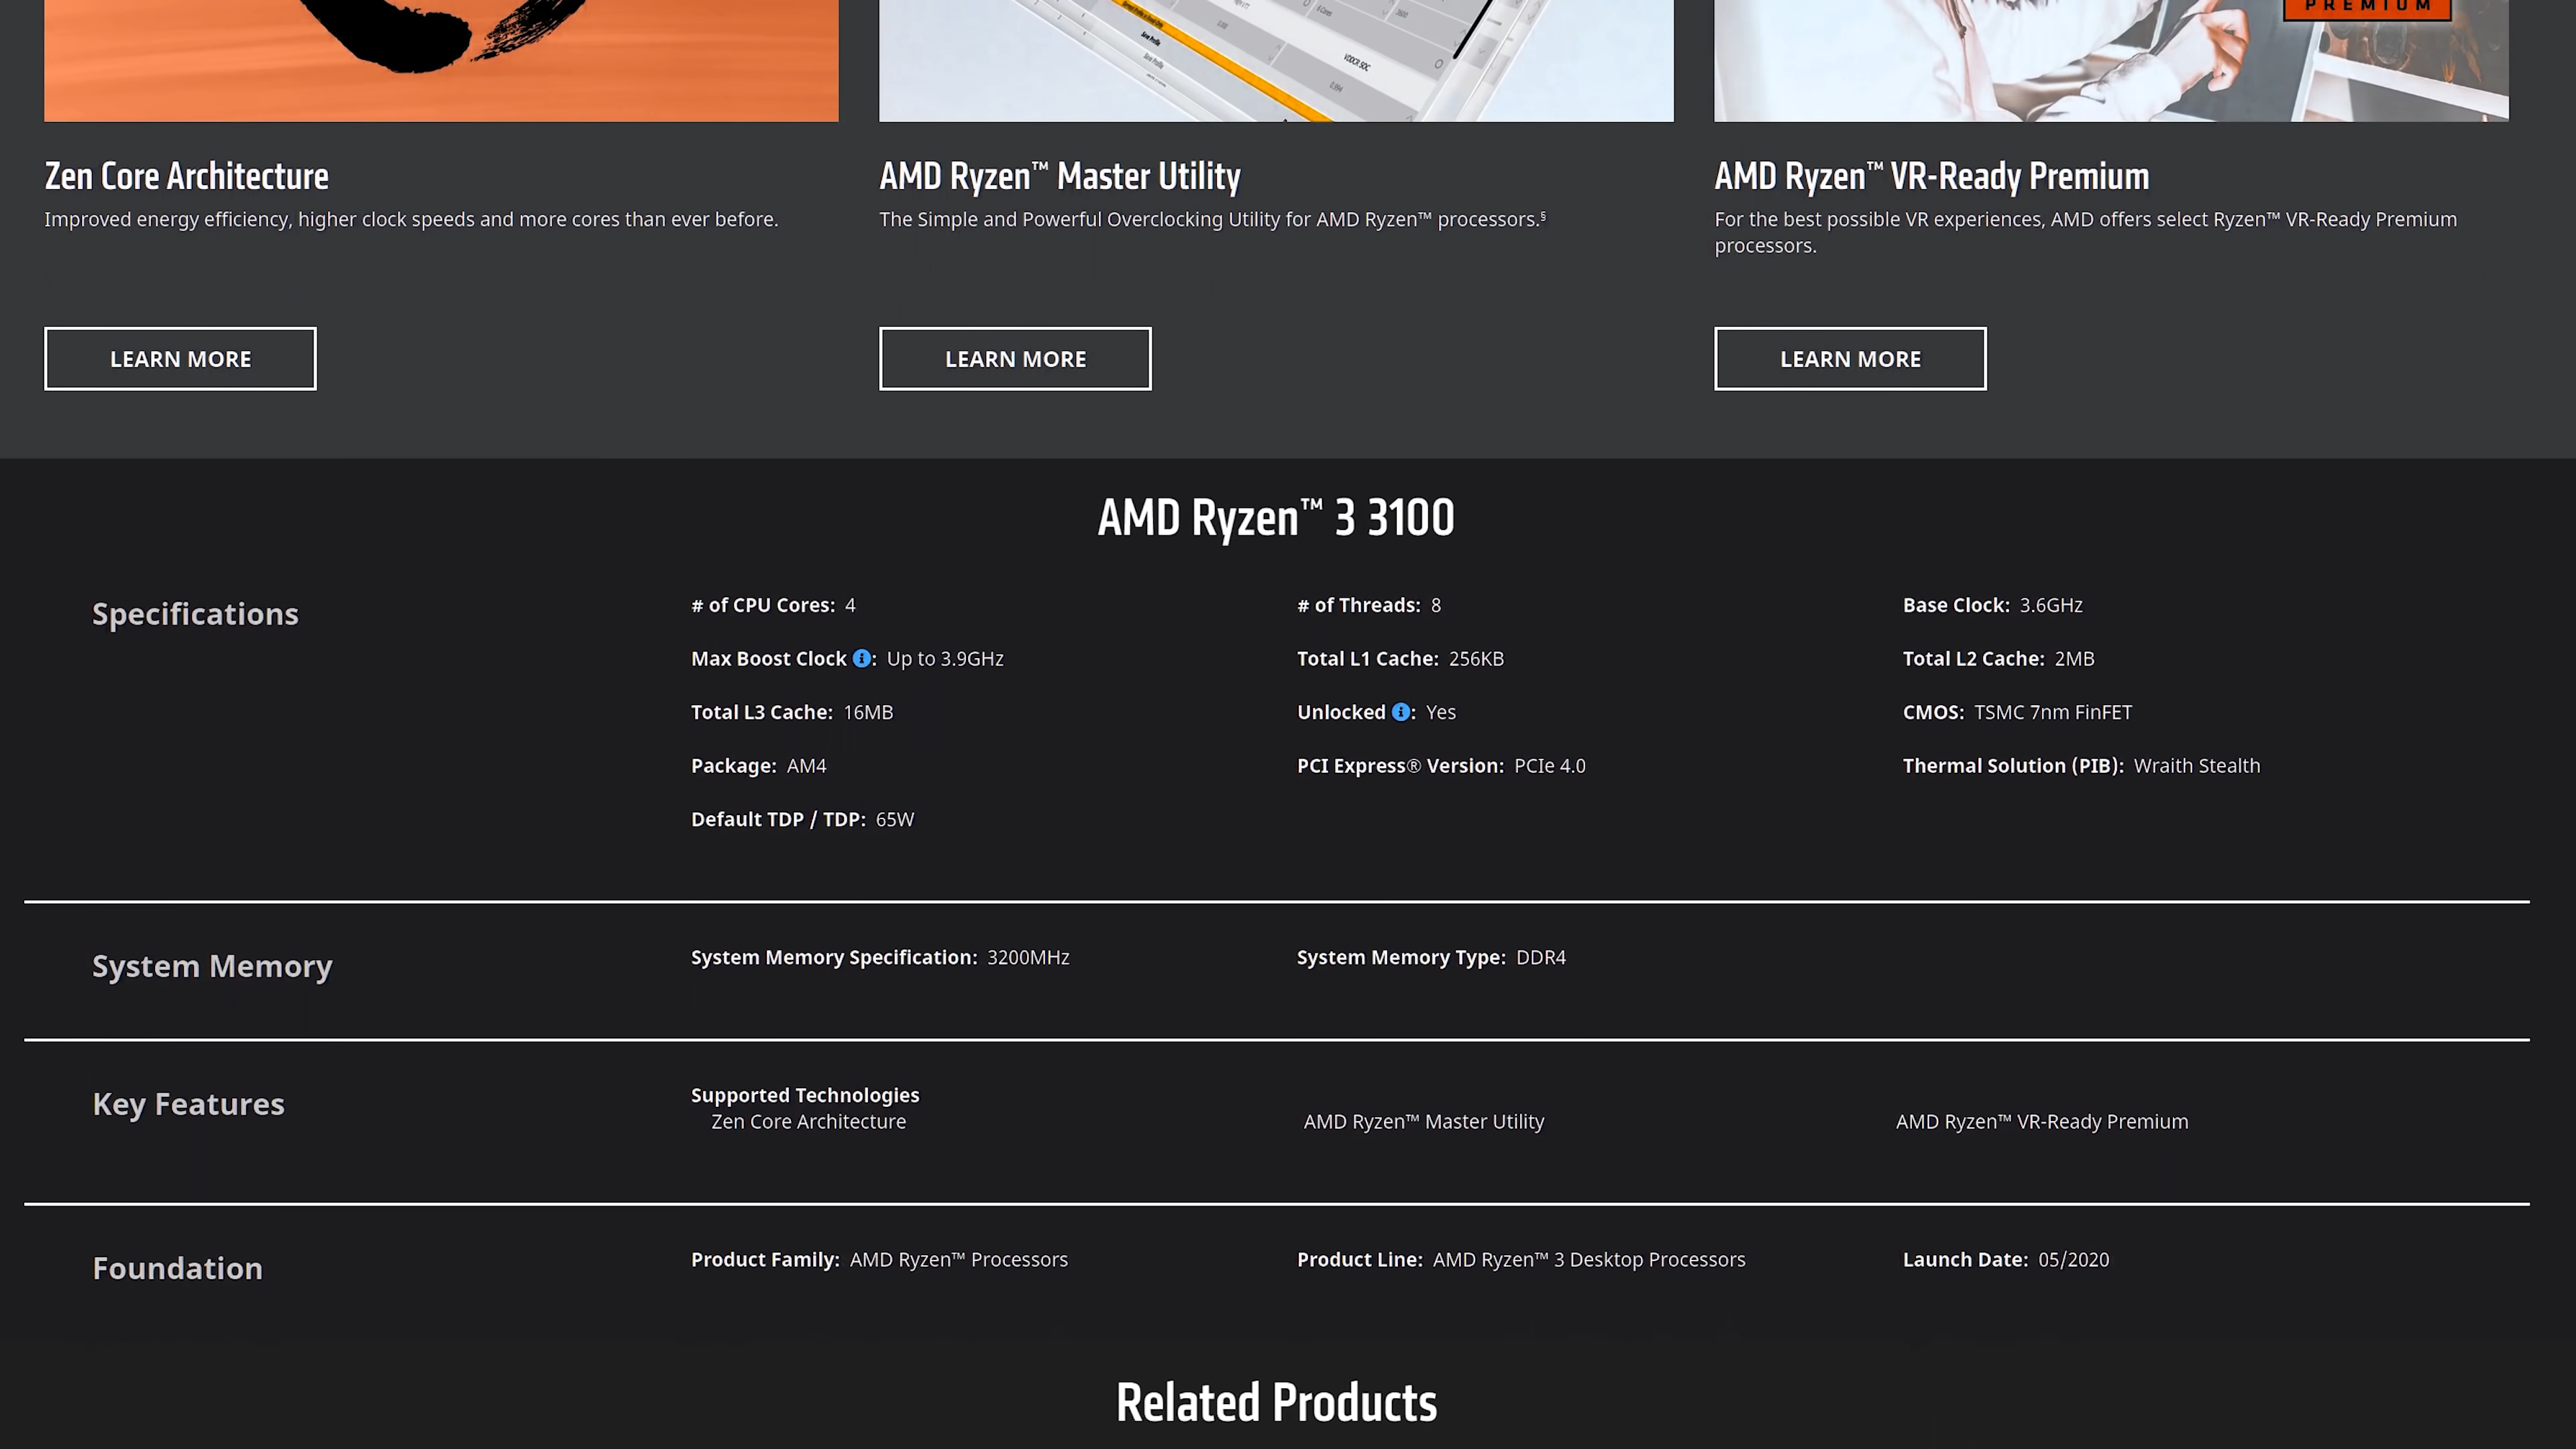 PREMIUM
VDDCR SOC
Zen Core Architecture
Improved energy efficiency, higher clock speeds and more cores than ever before.
LEARN MORE
AMD Ryzen™ Master Utility
The Simple and Powerful Overclocking Utility for AMD Ryzen™ processors.§
LEARN MORE
AMD Ryzen™ VR-Ready Premium
For the best possible VR experiences, AMD offers select Ryzen™ VR-Ready Premium
processors.
LEARN MORE
AMD Ryzen™ 3 3100
Specifications
# of CPU Cores: 4
# of Threads: 8
Base Clock: 3.6GHz
Max Boost Clock i: Up to 3.9GHz
Total L1 Cache: 256KB
Total L2 Cache: 2MB
Total L3 Cache: 16MB
Unlocked i: Yes
CMOS: TSMC 7nm FinFET
Package: AM4
PCI Express® Version: PCIe 4.0
Thermal Solution (PIB): Wraith Stealth
Default TDP / TDP: 65W
System Memory
System Memory Specification: 3200MHz
System Memory Type: DDR4
Key Features
Supported Technologies
Zen Core Architecture
AMD Ryzen™ Master Utility
AMD Ryzen™ VR-Ready Premium
Foundation
Product Family: AMD Ryzen™ Processors
Product Line: AMD Ryzen™ 3 Desktop Processors
Launch Date: 05/2020
Related Products